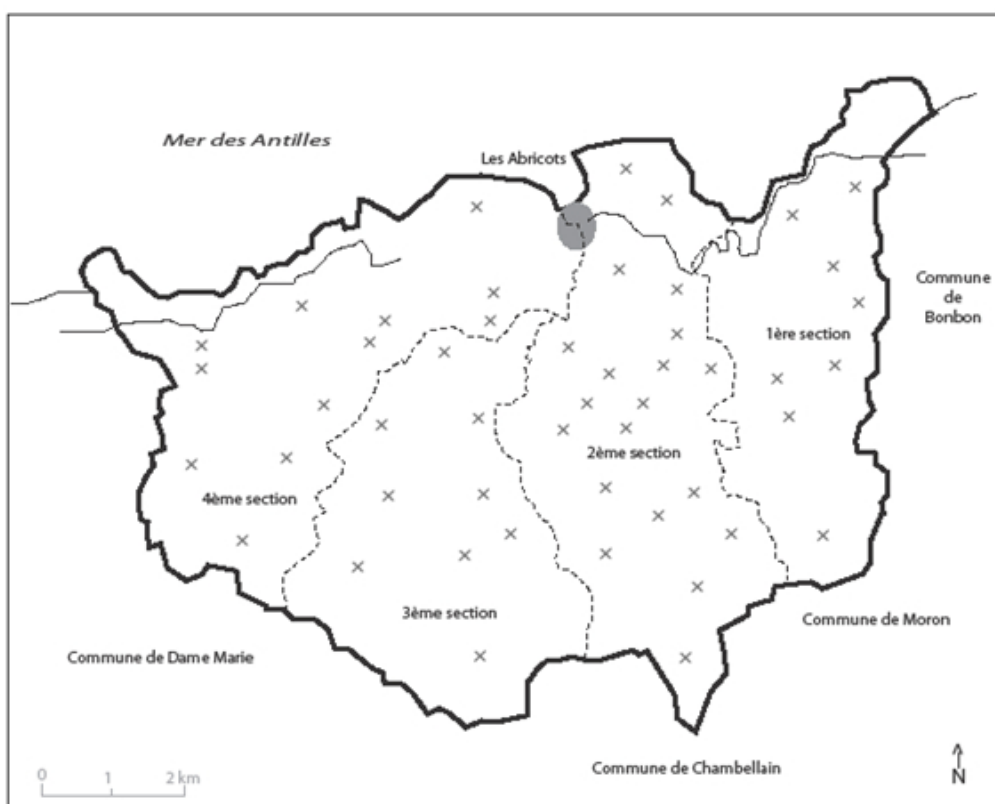 Mer des Antilles
Les Abricots
Commune
de
Bonbon
1ère section
2ème section
4ème section
3ème section
Commune de Moron
Commune de Dame Marie
Commune de Chambellain
0 1 2 km
N